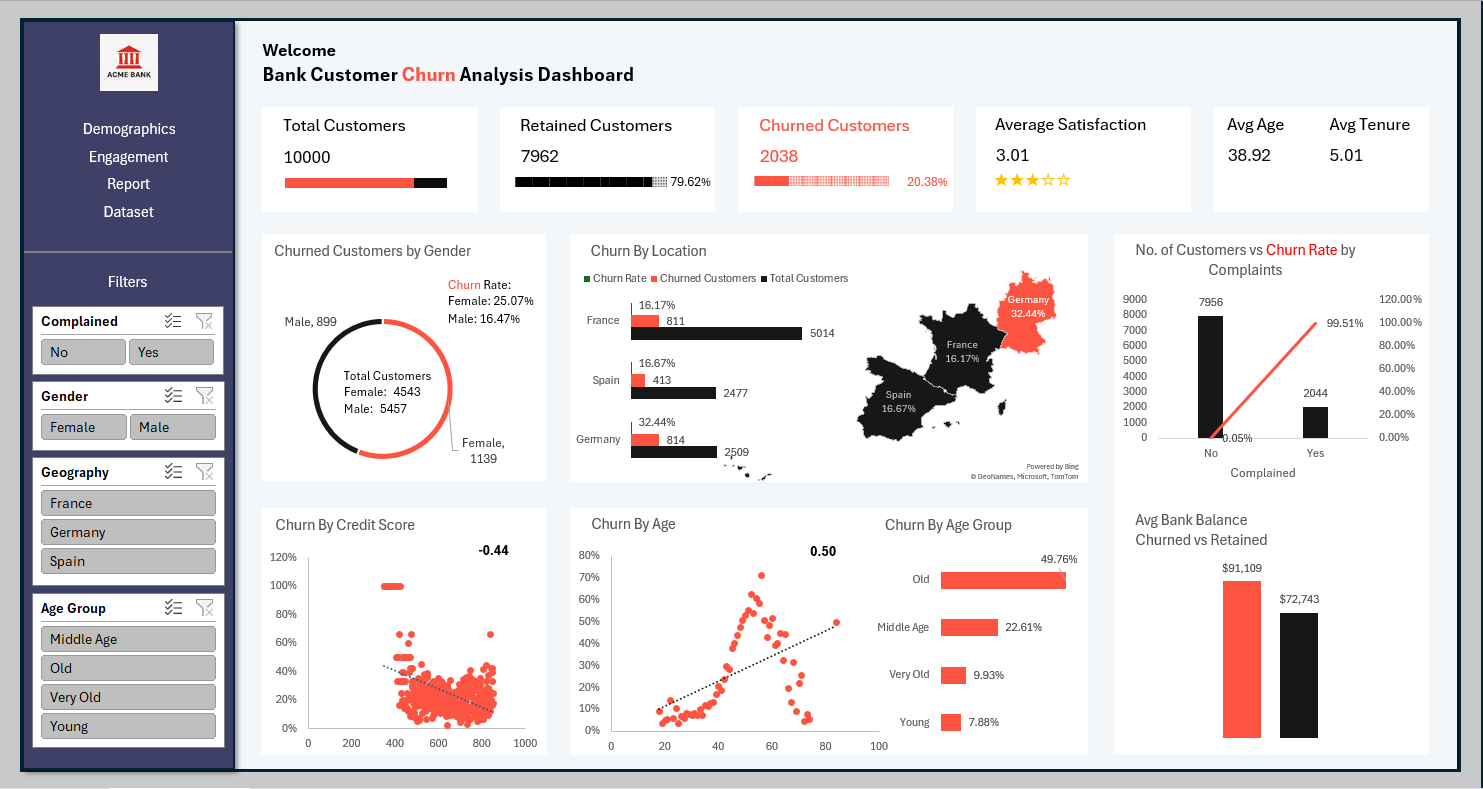 ACME BANK
Demographics
Engagement
Report
Dataset
Filters
Complained
No
Yes
Gender
Female
Male
Geography
France
Germany
Spain
Age Group
Middle Age
Old
Very Old
Young
Welcome
Bank Customer Churn Analysis Dashboard
Total Customers
10000
Retained Customers
7962
79.62%
Churned Customers
2038
20.38%
Average Satisfaction
3.01
★★★☆☆
Avg Age
38.92
Avg Tenure
5.01
Churned Customers by Gender
Churn Rate:
Female: 25.07%
Male: 16.47%
Male, 899
Total Customers
Female: 4543
Male: 5457
Female,
1139
Churn By Location
Churn Rate Churned Customers Total Customers
France
16.17%
811
5014
Spain
16.67%
413
2477
Germany
32.44%
814
2509
Germany
32.44%
France
16.17%
Spain
16.67%
Powered by Bing
© GeoNames, Microsoft, TomTom
No. of Customers vs Churn Rate by
Complaints
9000
8000
7000
6000
5000
4000
3000
2000
1000
0
7956
2044
0.05%
99.51%
120.00%
100.00%
80.00%
60.00%
40.00%
20.00%
0.00%
No
Yes
Complained
Churn By Credit Score
-0.44
120%
100%
80%
60%
40%
20%
0%
0 200 400 600 800 1000
Churn By Age
0.50
80%
70%
60%
50%
40%
30%
20%
10%
0%
0 20 40 60 80 100
Churn By Age Group
Old
49.76%
Middle Age
22.61%
Very Old
9.93%
Young
7.88%
Avg Bank Balance
Churned vs Retained
$91,109
$72,743